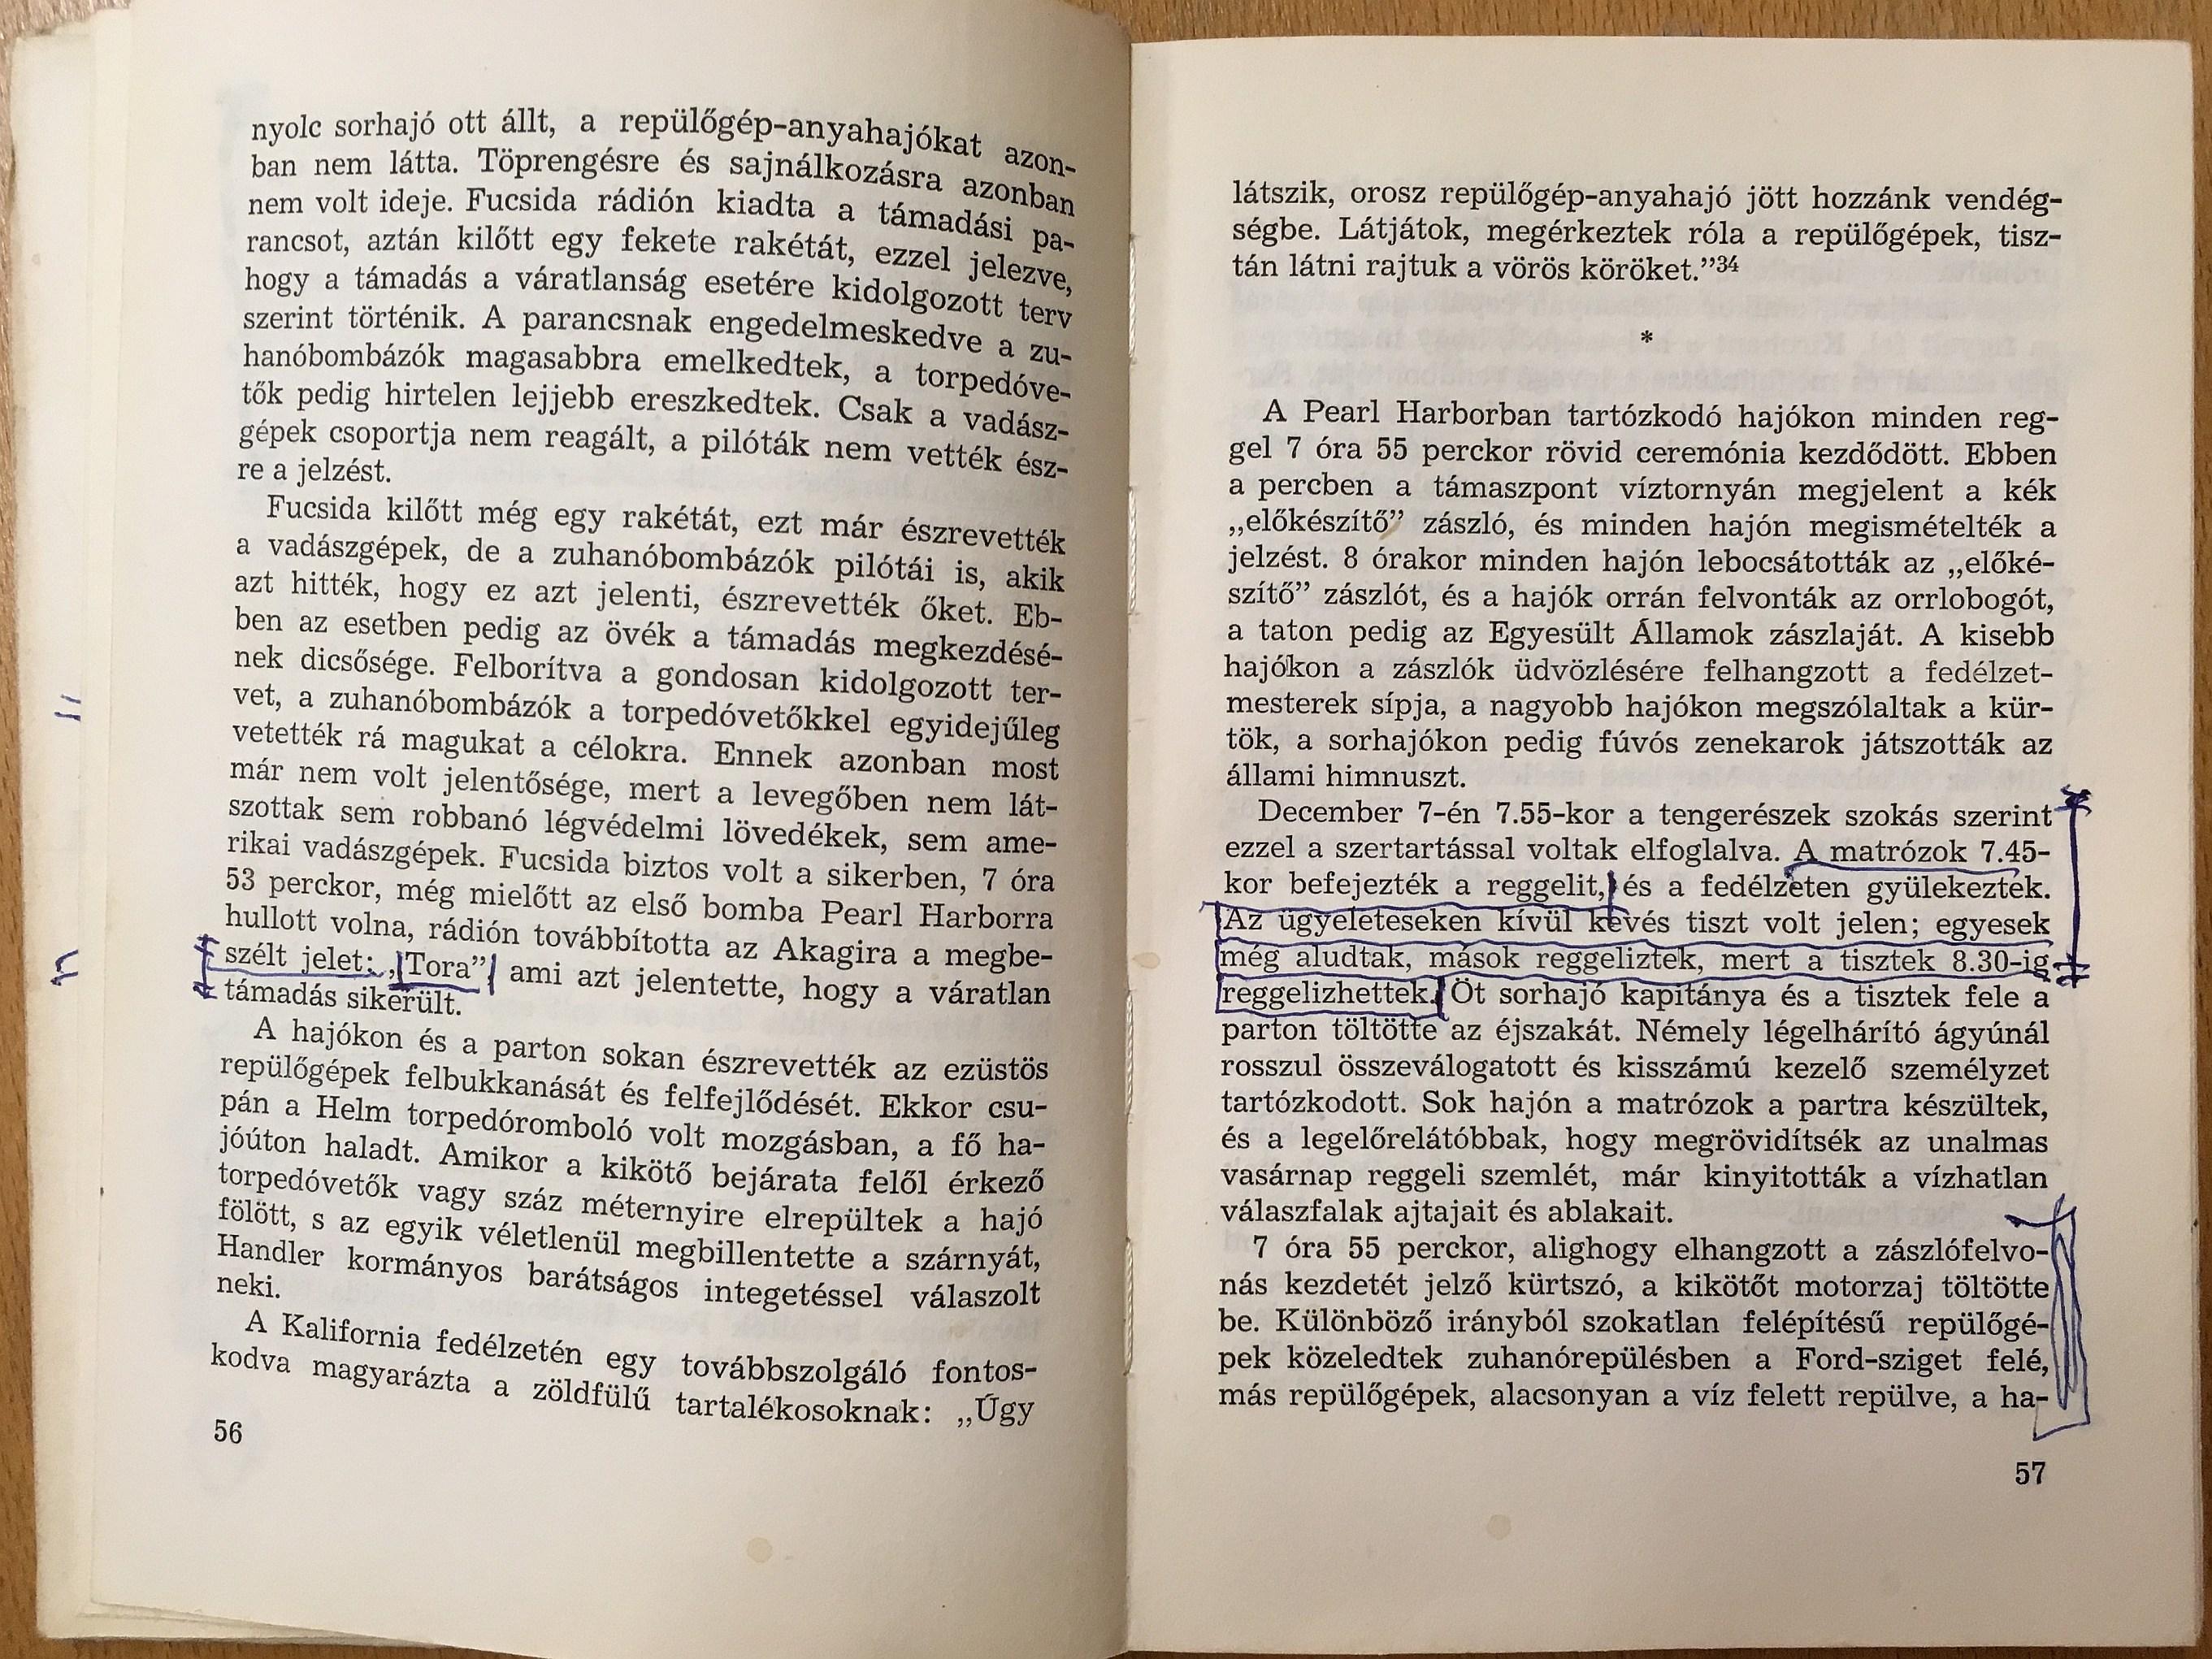 nyolc sorhajó ott állt, a repülőgép-anyahajókat azon-
ban nem látta. Töprengésre és sajnálkozásra azonban
nem volt ideje. Fucsida rádión kiadta a támadási pa-
rancsot, aztán kilőtt egy fekete rakétát, ezzel jelezve,
hogy a támadás a váratlanság esetére kidolgozott terv
szerint történik. A parancsnak engedelmeskedve a zu-
hanóbombázók magasabbra emelkedtek, a torpedóve-
tők pedig hirtelen lejjebb ereszkedtek. Csak a vadász-
gépek csoportja nem reagált, a pilóták nem vették ész-
re a jelzést.
Fucsida kilőtt még egy rakétát, ezt már észrevették
a vadászgépek, de a zuhanóbombázók pilótái is, akik
azt hitték, hogy ez azt jelenti, észrevették őket. Eb-
ben az esetben pedig az övék a támadás megkezdésé-
nek dicsősége. Felborítva a gondosan kidolgozott ter-
vet, a zuhanóbombázók a torpedóvetőkkel egyidejűleg
vetették rá magukat a célokra. Ennek azonban most
már nem volt jelentősége, mert a levegőben nem lát-
szottak sem robbanó légvédelmi lövedékek, sem ame-
rikai vadászgépek. Fucsida biztos volt a sikerben, 7 óra
53 perckor, még mielőtt az első bomba Pearl Harborra
hullott volna, rádión továbbította az Akagira a megbe-
szélt jelet: „Tora”, ami azt jelentette, hogy a váratlan
támadás sikerült.
A hajókon és a parton sokan észrevették az ezüstös
repülőgépek felbukkanását és felfejlődését. Ekkor csu-
pán a Helm torpedóromboló volt mozgásban, a fő ha-
jóúton haladt. Amikor a kikötő bejárata felől érkező
torpedóvetők vagy száz méternyire elrepültek a hajó
fölött, s az egyik véletlenül megbillentette a szárnyát,
Handler kormányos barátságos integetéssel válaszolt
neki.
A Kalifornia fedélzetén egy továbbszolgáló fontos-
kodva magyarázta a zöldfülű tartalékosoknak: „Úgy
56
látszik, orosz repülőgép-anyahajó jött hozzánk vendég-
ségbe. Látjátok, megérkeztek róla a repülőgépek, tisz-
tán látni rajtuk a vörös köröket.”34
*
A Pearl Harborban tartózkodó hajókon minden reg-
gel 7 óra 55 perckor rövid ceremónia kezdődött. Ebben
a percben a támaszpont víztornyán megjelent a kék
„előkészítő” zászló, és minden hajón megismételték a
jelzést. 8 órakor minden hajón lebocsátották az „előké-
szítő” zászlót, és a hajók orrán felvonták az orrlobogót,
a taton pedig az Egyesült Államok zászlaját. A kisebb
hajókon a zászlók üdvözlésére felhangzott a fedélzet-
mesterek sípja, a nagyobb hajókon megszólaltak a kür-
tök, a sorhajókon pedig fúvós zenekarok játszották az
állami himnuszt.
December 7-én 7.55-kor a tengerészek szokás szerint
ezzel a szertartással voltak elfoglalva. A matrózok 7.45-
kor befejezték a reggelit, és a fedélzeten gyülekeztek.
Az ügyeleteseken kívül kevés tiszt volt jelen; egyesek
még aludtak, mások reggeliztek, mert a tisztek 8.30-ig
reggelizhettek. Öt sorhajó kapitánya és a tisztek fele a
parton töltötte az éjszakát. Némely légelhárító ágyúnál
rosszul összeválogatott és kisszámú kezelő személyzet
tartózkodott. Sok hajón a matrózok a partra készültek,
és a legelőrelátóbbak, hogy megrövidítsék az unalmas
vasárnap reggeli szemlét, már kinyitották a vízhatlan
válaszfalak ajtajait és ablakait.
7 óra 55 perckor, alighogy elhangzott a zászlófelvo-
nás kezdetét jelző kürtszó, a kikötőt motorzaj töltötte
be. Különböző irányból szokatlan felépítésű repülőgé-
pek közeledtek zuhanórepülésben a Ford-sziget felé,
más repülőgépek, alacsonyan a víz felett repülve, a ha-
57